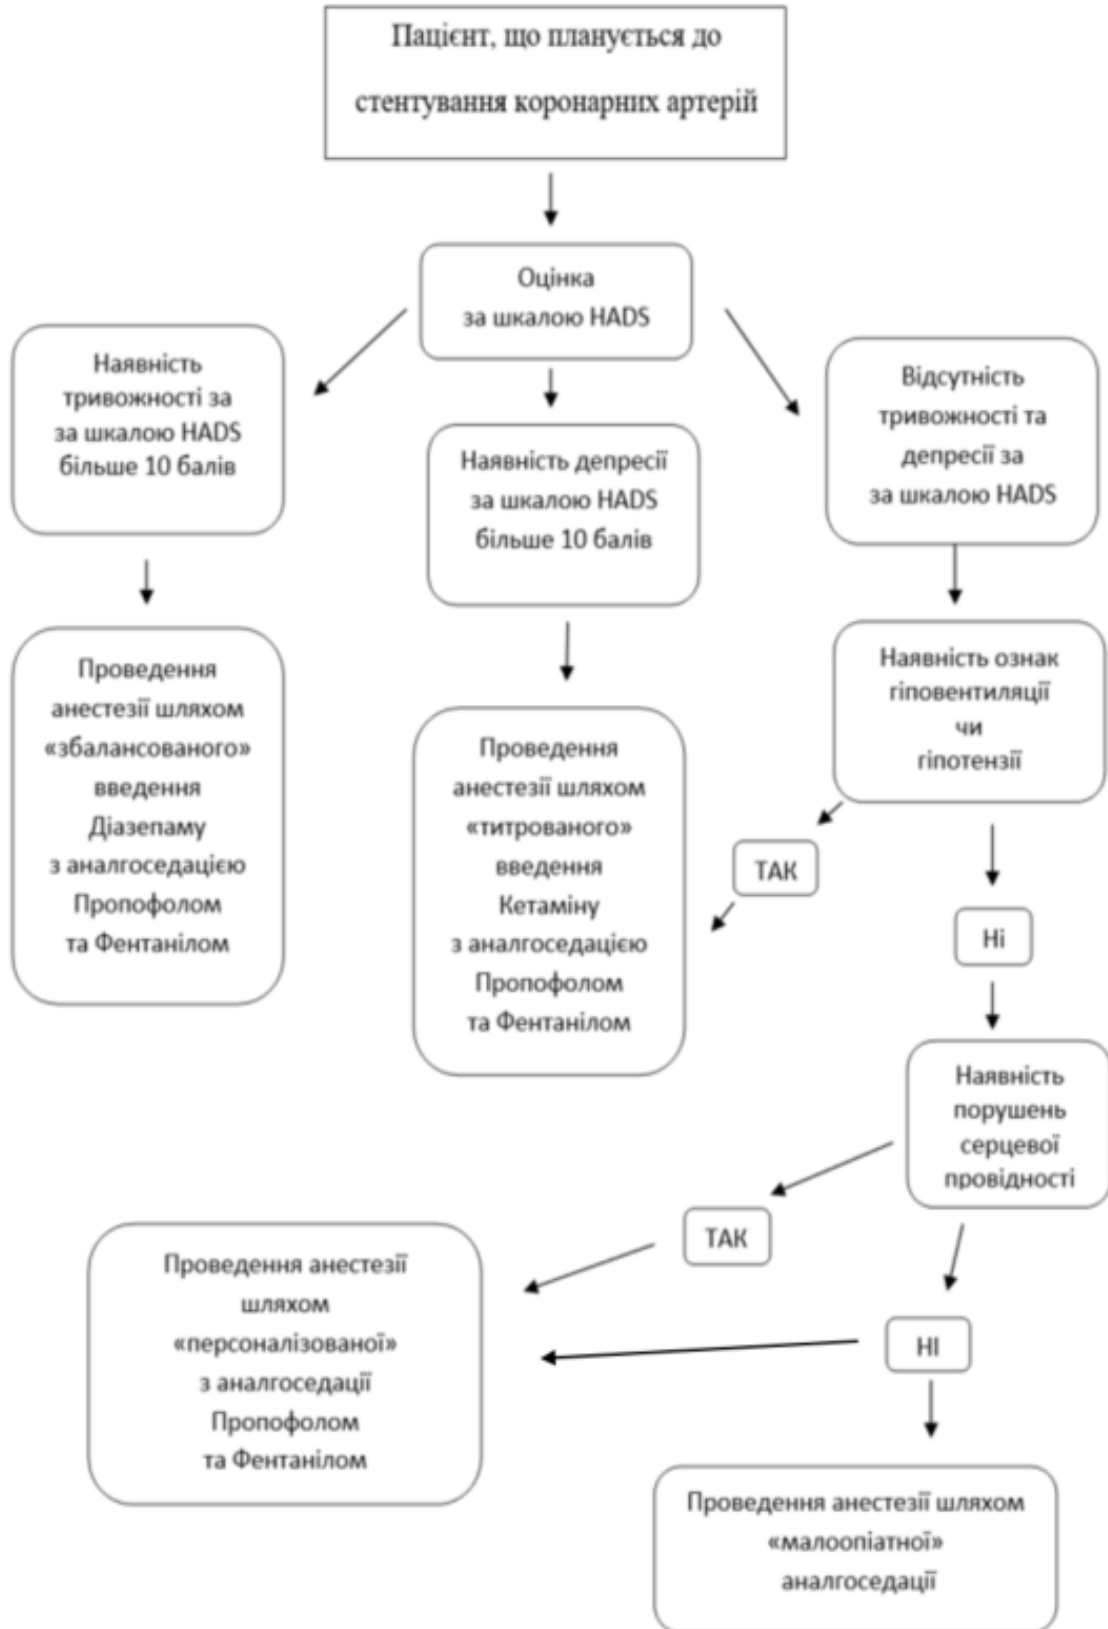 Пацієнт, що планується до
стентування коронарних артерій
Оцінка
за шкалою HADS
Наявність
тривожності за
за шкалою HADS
більше 10 балів
Наявність депресії
за шкалою HADS
більше 10 балів
Відсутність
тривожності та
депресії за
за шкалою HADS
Проведення
анестезії шляхом
«збалансованого»
введення
Діазепаму
з аналгоседацією
Пропофолом
та Фентанілом
Проведення
анестезії шляхом
«титрованого»
введення
Кетаміну
з аналгоседацією
Пропофолом
та Фентанілом
Наявність ознак
гіповентиляції
чи
гіпотензії
ТАК
Ні
Наявність
порушень
серцевої
провідності
ТАК
НІ
Проведення анестезії
шляхом
«персоналізованої»
з аналгоседації
Пропофолом
та Фентанілом
Проведення анестезії шляхом
«малоопіатної»
аналгоседації